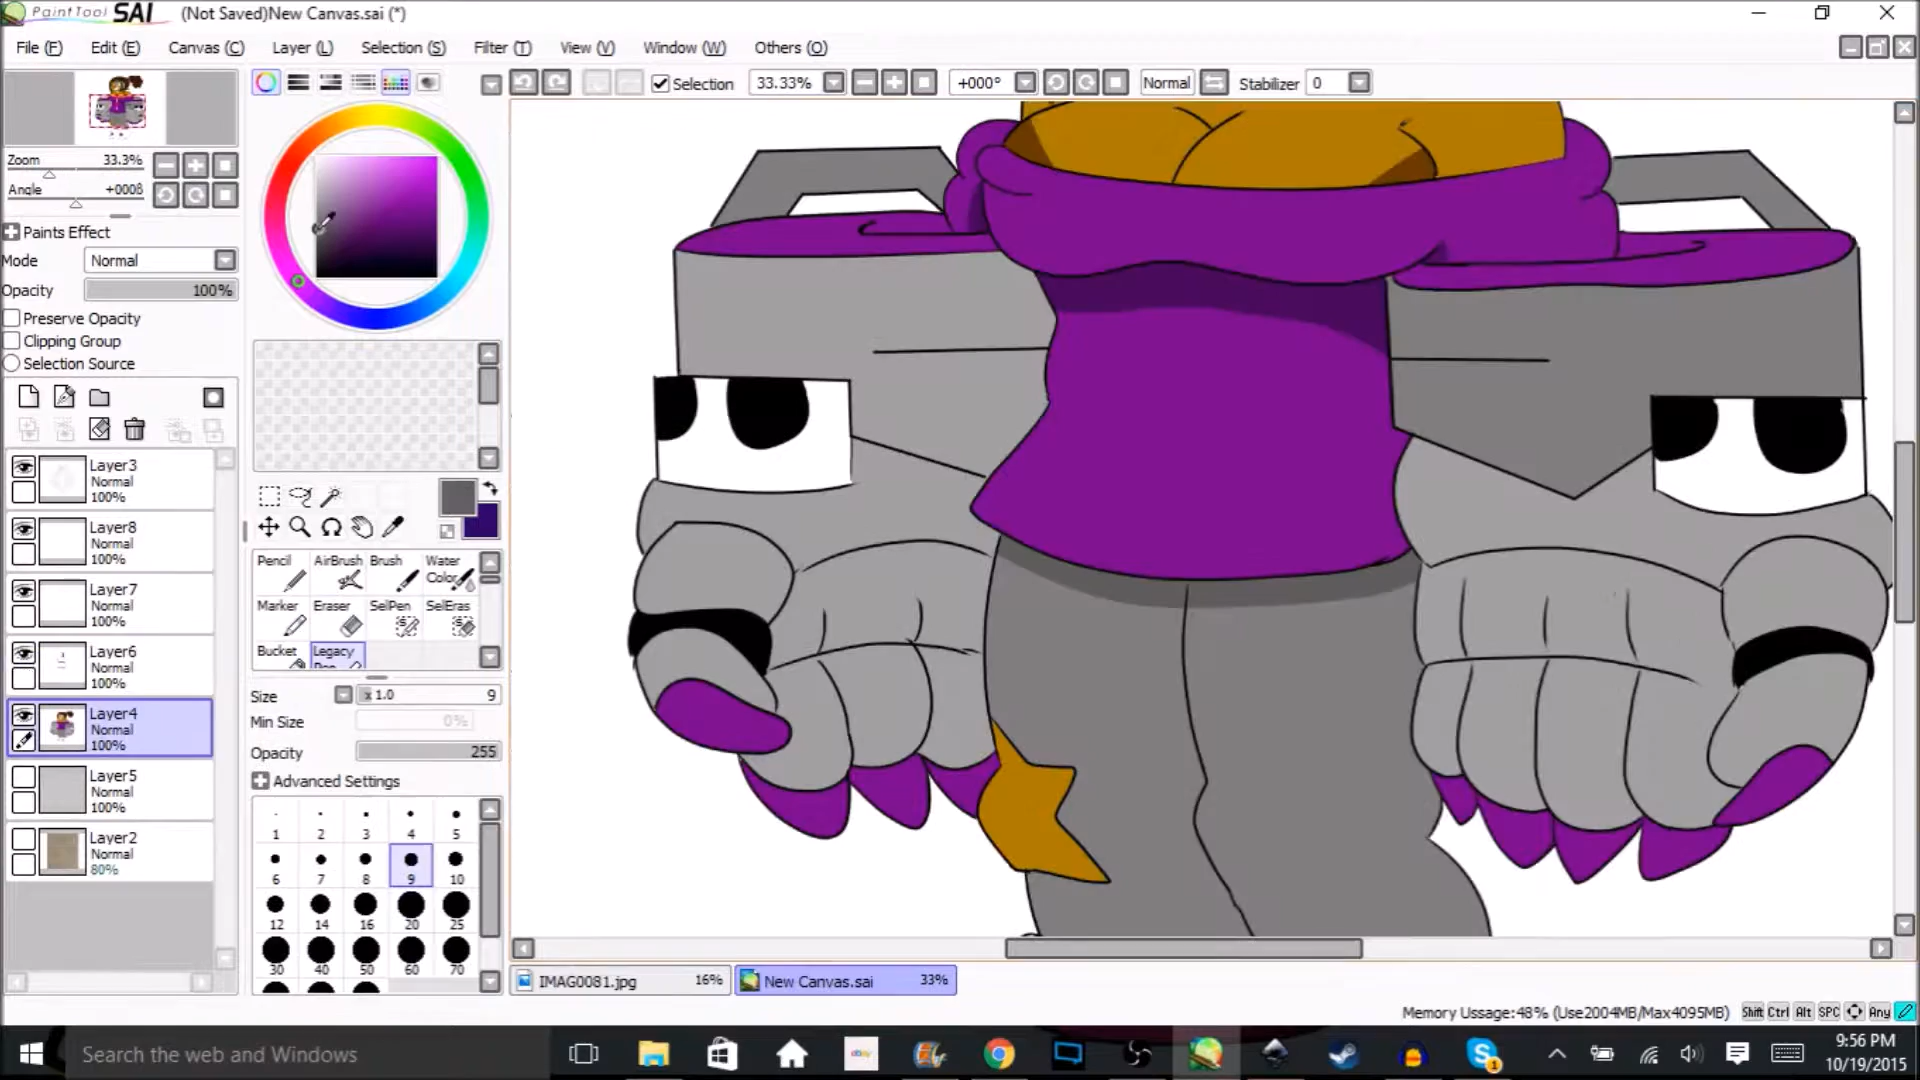 PaintTool SAI (Not Saved)New Canvas.sai (*)
File (F) Edit (E) Canvas (C) Layer (L) Selection (S) Filter (T) View (V) Window (W) Others (O)
Selection 33.33% +000° Normal Stabilizer 0
Zoom 33.3%
Angle +000ß
Paints Effect
Mode Normal
Opacity 100%
Preserve Opacity
Clipping Group
Selection Source
Layer3
Normal
100%
Layer8
Normal
100%
Layer7
Normal
100%
Layer6
Normal
100%
Layer4
Normal
100%
Layer5
Normal
100%
Layer2
Normal
80%
Pencil AirBrush Brush Water
Color
Marker Eraser SelPen SelEras
Bucket Legacy
Pen
Size x 1.0 9
Min Size 0%
Opacity 255
Advanced Settings
1 2 3 4 5
6 7 8 9 10
12 14 16 20 25
30 40 50 60 70
IMAG0081.jpg 16% New Canvas.sai 33%
Memory Ussage:48% (Use2004MB/Max4095MB) Shift Ctrl Alt SPC Any
Search the web and Windows
ebay
1
9:56 PM
10/19/2015